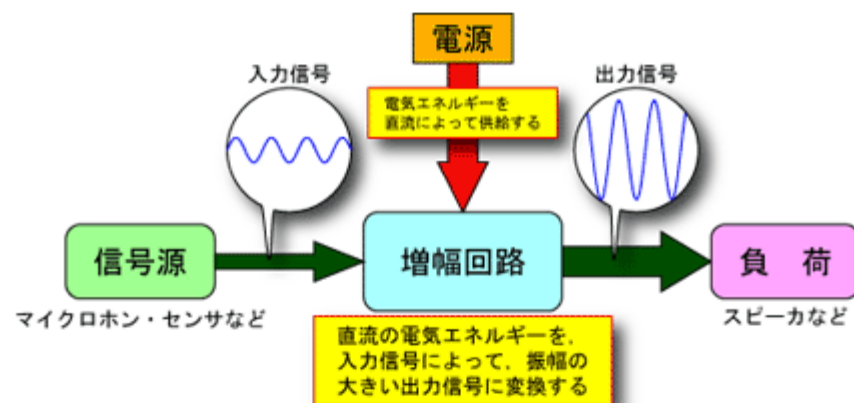 電源
入力信号
出力信号
電気エネルギーを
直流によって供給する
信号源
増幅回路
負 荷
マイクロホン・センサなど
スピーカなど
直流の電気エネルギーを，
入力信号によって，振幅の
大きい出力信号に変換する